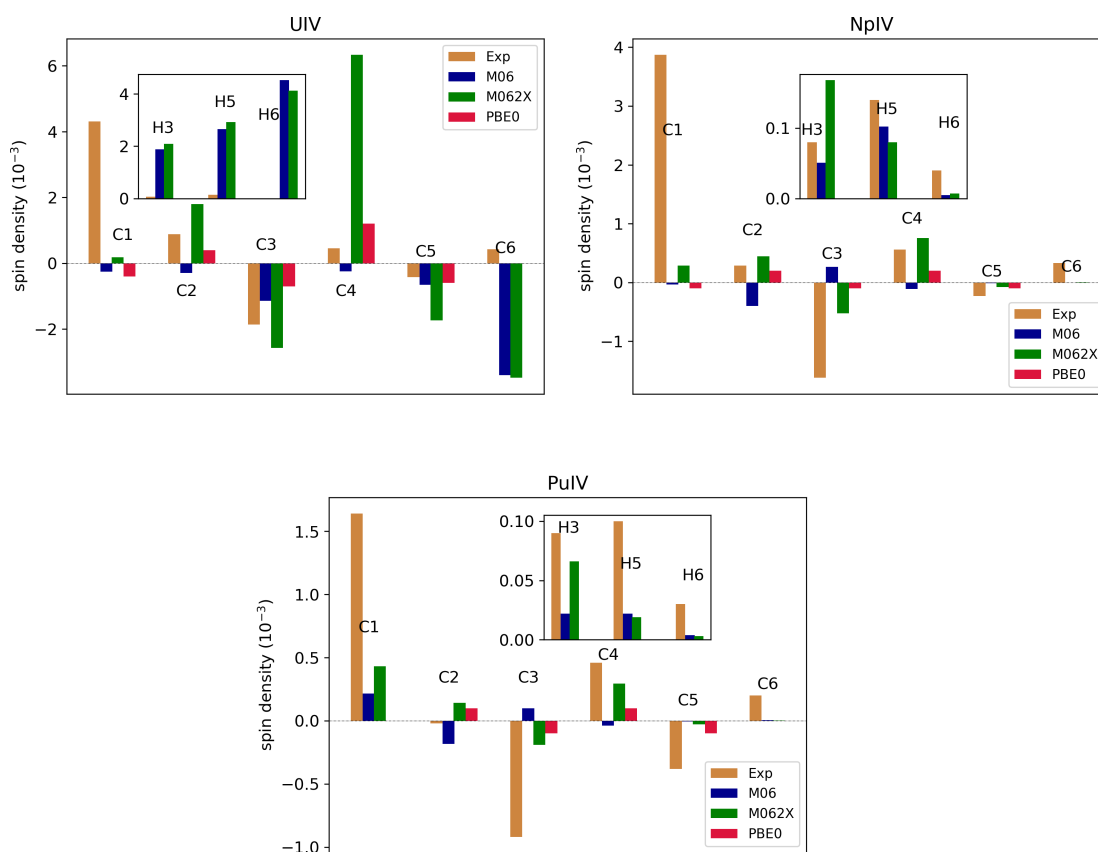 UIV
spin density (10⁻³)
6
4
2
0
−2
4
2
0
H3
H5
H6
C1
C2
C3
C4
C5
C6
Exp
M06
M062X
PBE0
NpIV
spin density (10⁻³)
4
3
2
1
0
−1
0.1
0.0
H3
H5
H6
C1
C2
C3
C4
C5
C6
Exp
M06
M062X
PBE0
PuIV
spin density (10⁻³)
1.5
1.0
0.5
0.0
−0.5
−1.0
0.10
0.05
0.00
H3
H5
H6
C1
C2
C3
C4
C5
C6
Exp
M06
M062X
PBE0